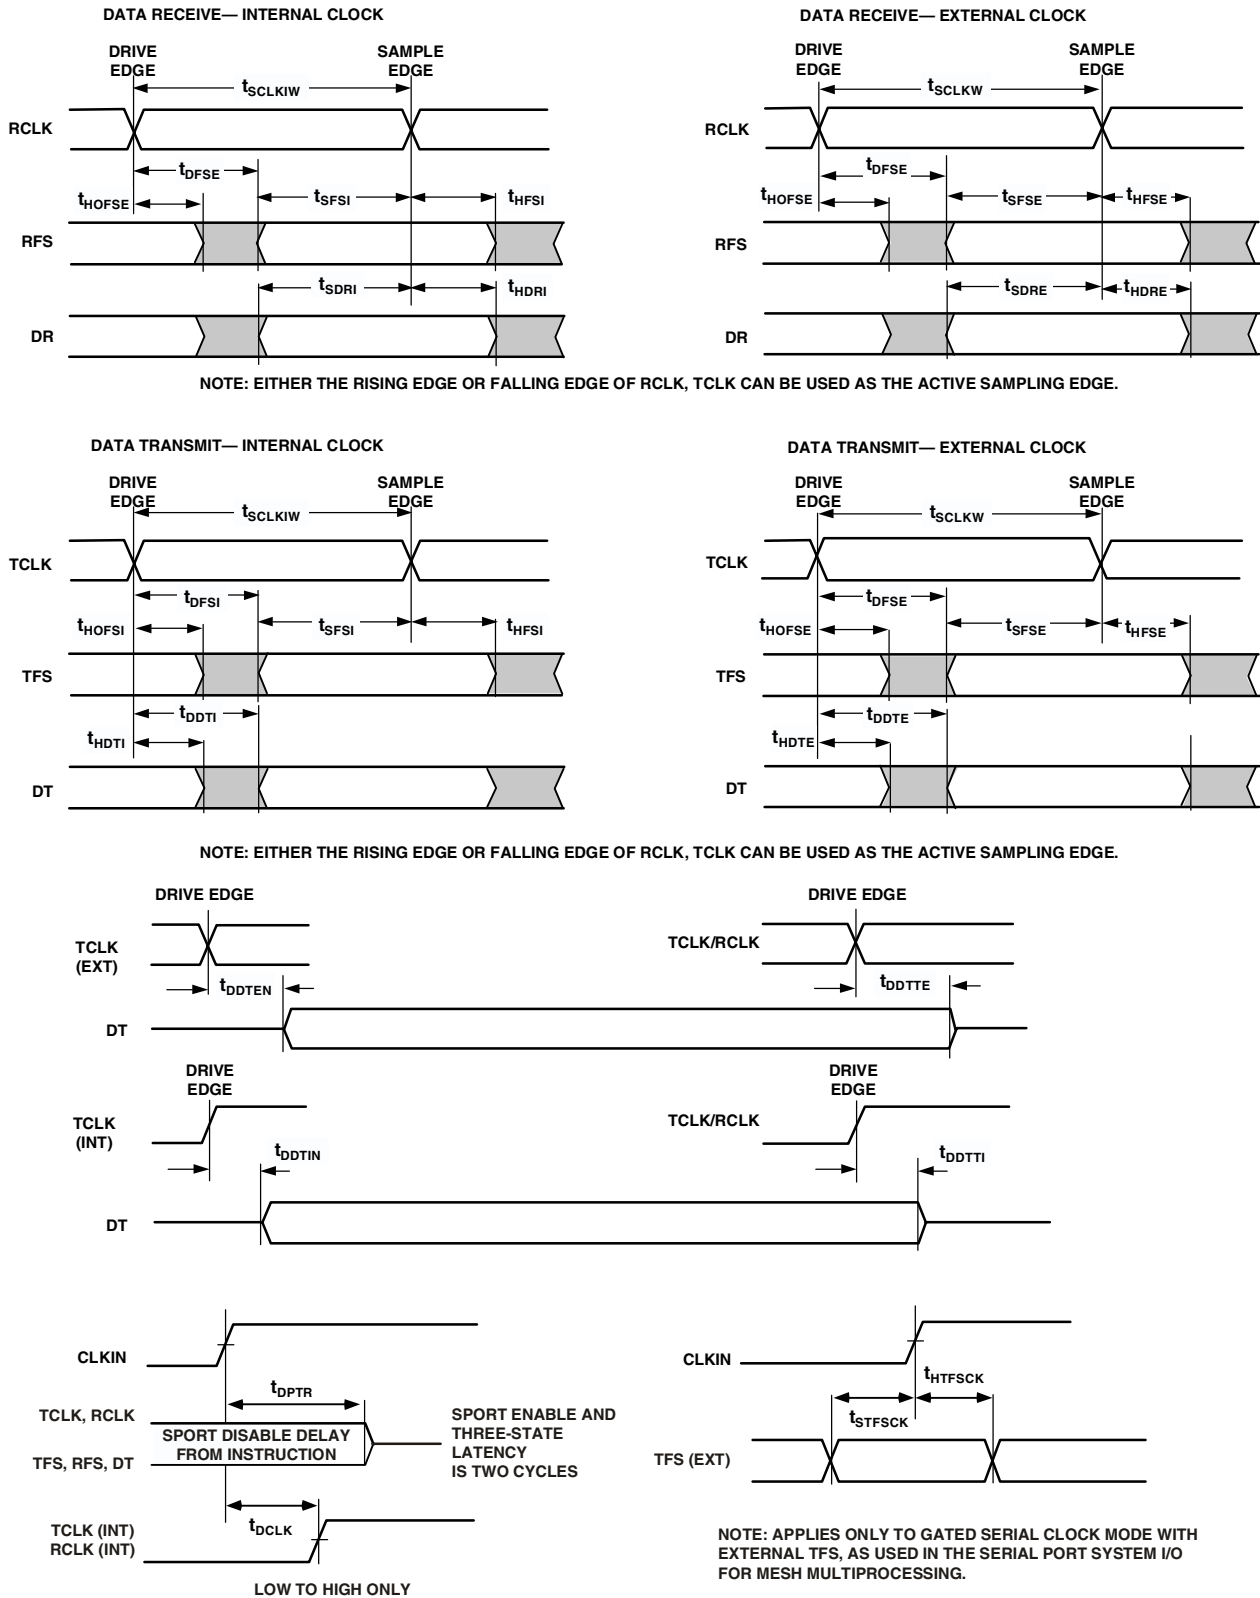 DATA RECEIVE— INTERNAL CLOCK
DRIVE
EDGE
SAMPLE
EDGE
tSCLKIW
RCLK
tDFSE
tHOFSE
tSFSI
tHFSI
RFS
tSDRI
tHDRI
DR
DATA RECEIVE— EXTERNAL CLOCK
DRIVE
EDGE
SAMPLE
EDGE
tSCLKW
RCLK
tDFSE
tHOFSE
tSFSE
tHFSE
RFS
tSDRE
tHDRE
DR
NOTE: EITHER THE RISING EDGE OR FALLING EDGE OF RCLK, TCLK CAN BE USED AS THE ACTIVE SAMPLING EDGE.
DATA TRANSMIT— INTERNAL CLOCK
DRIVE
EDGE
SAMPLE
EDGE
tSCLKIW
TCLK
tDFSI
tHOFSI
tSFSI
tHFSI
TFS
tDDTI
tHDTI
DT
DATA TRANSMIT— EXTERNAL CLOCK
DRIVE
EDGE
SAMPLE
EDGE
tSCLKW
TCLK
tDFSE
tHOFSE
tSFSE
tHFSE
TFS
tDDTE
tHDTE
DT
NOTE: EITHER THE RISING EDGE OR FALLING EDGE OF RCLK, TCLK CAN BE USED AS THE ACTIVE SAMPLING EDGE.
DRIVE EDGE
DRIVE EDGE
TCLK
(EXT)
TCLK/RCLK
tDDTEN
tDDTTE
DT
DRIVE
EDGE
DRIVE
EDGE
TCLK
(INT)
TCLK/RCLK
tDDTIN
tDDTTI
DT
CLKIN
tDPTR
TCLK, RCLK
SPORT DISABLE DELAY
FROM INSTRUCTION
TFS, RFS, DT
SPORT ENABLE AND
THREE-STATE
LATENCY
IS TWO CYCLES
tDCLK
TCLK (INT)
RCLK (INT)
LOW TO HIGH ONLY
CLKIN
tHTFSCK
tSTFSCK
TFS (EXT)
NOTE: APPLIES ONLY TO GATED SERIAL CLOCK MODE WITH
EXTERNAL TFS, AS USED IN THE SERIAL PORT SYSTEM I/O
FOR MESH MULTIPROCESSING.